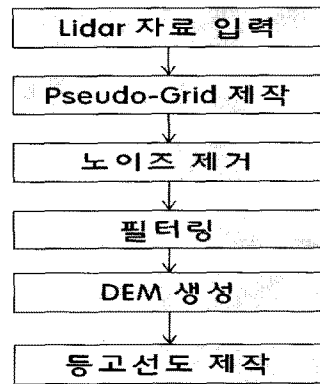 Lidar 자료 입력
Pseudo-Grid 제작
노이즈 제거
필터링
DEM 생성
등고선도 제작